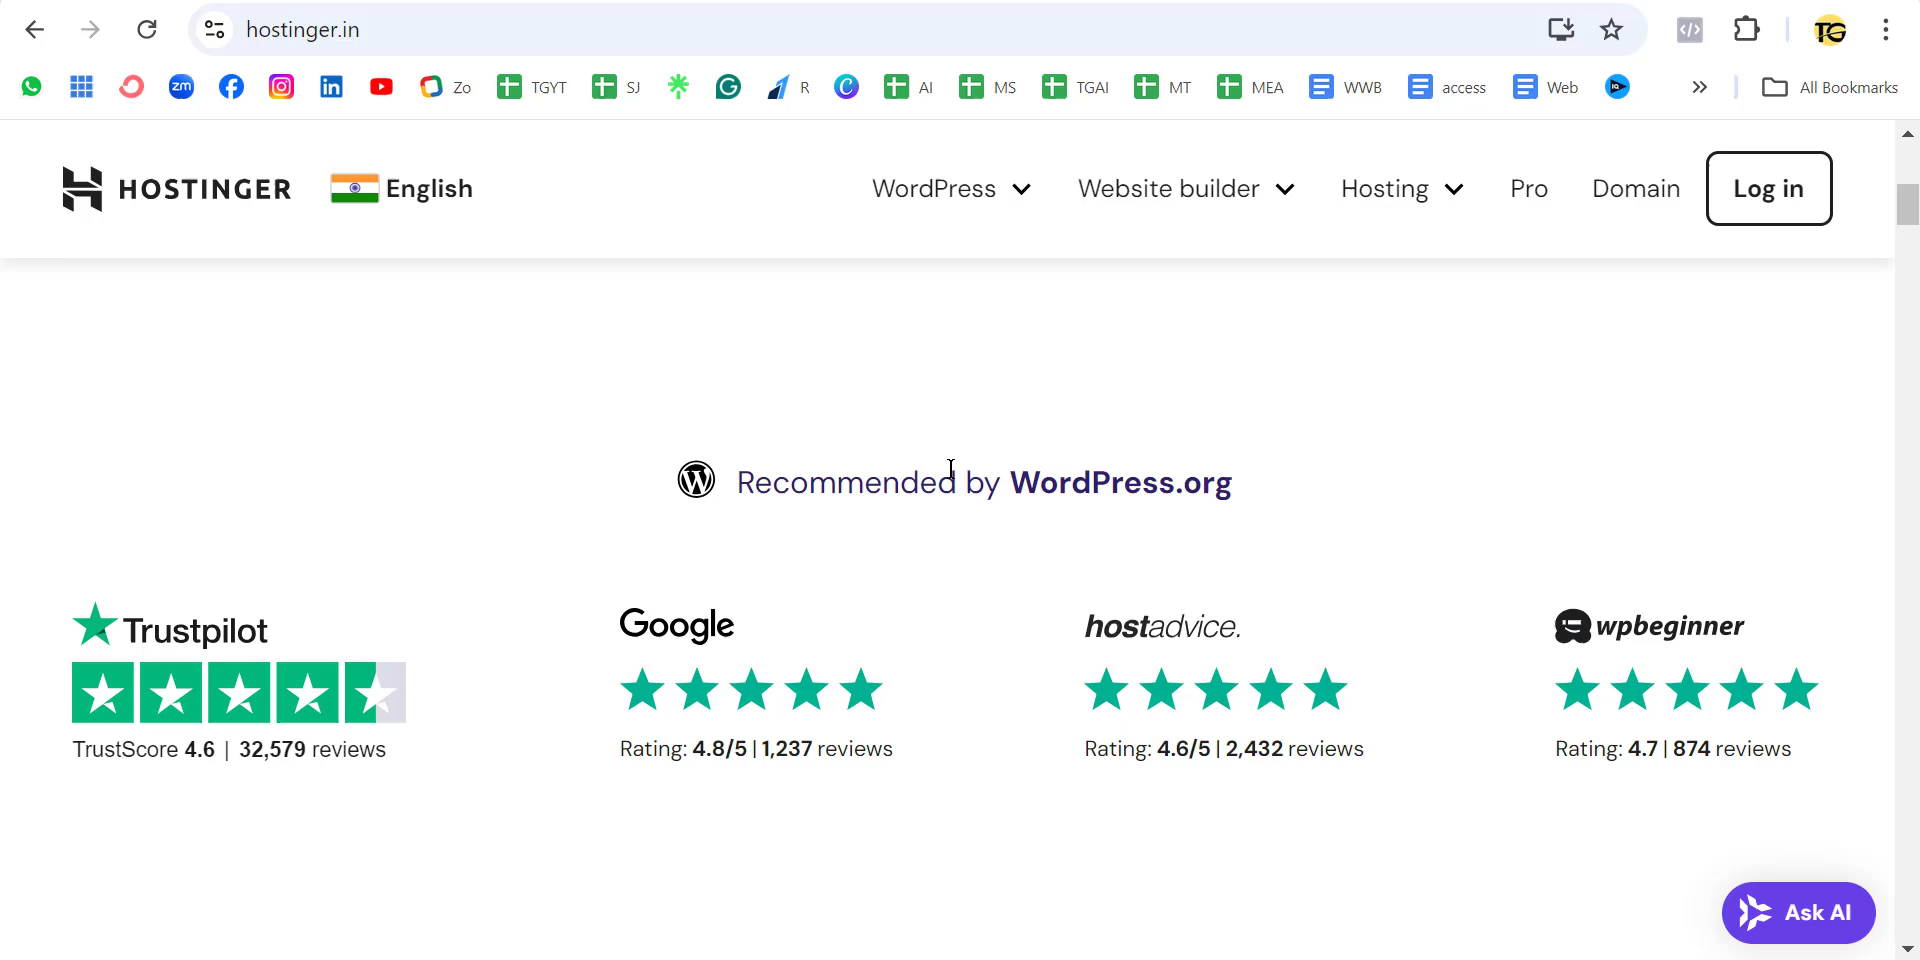 hostinger.in
TG
zm
Zo
TGYT
SJ
R
AI
MS
TGAI
MT
MEA
WWB
access
Web
All Bookmarks
HOSTINGER
English
WordPress
Website builder
Hosting
Pro
Domain
Log in
Recommended by WordPress.org
Trustpilot
TrustScore 4.6 | 32,579 reviews
Google
Rating: 4.8/5 | 1,237 reviews
hostadvice.
Rating: 4.6/5 | 2,432 reviews
wpbeginner
Rating: 4.7 | 874 reviews
Ask AI